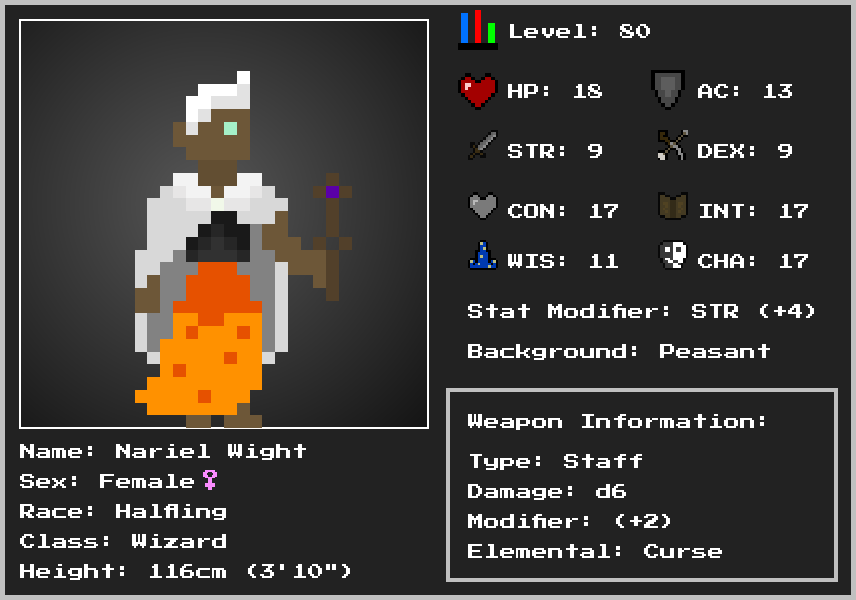 Level: 80
HP: 18
AC: 13
STR: 9
DEX: 9
CON: 17
INT: 17
WIS: 11
CHA: 17
Stat Modifier: STR (+4)
Background: Peasant
Weapon Information:
Type: Staff
Damage: d6
Modifier: (+2)
Elemental: Curse
Name: Nariel Wight
Sex: Female♀
Race: Halfling
Class: Wizard
Height: 116cm (3'10")